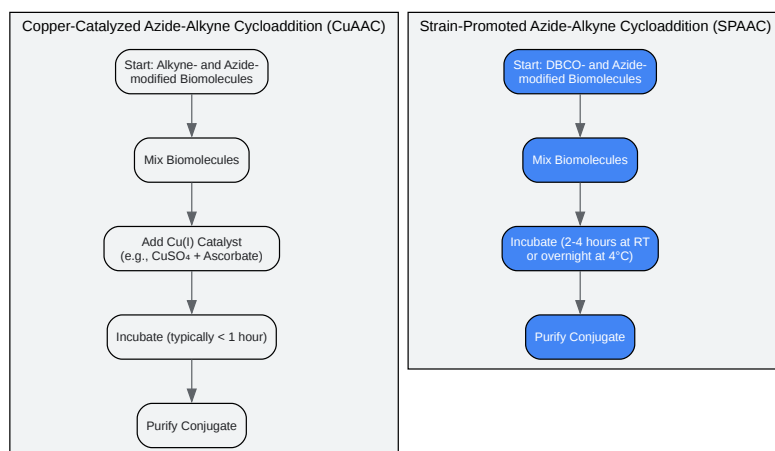 Copper-Catalyzed Azide-Alkyne Cycloaddition (CuAAC)
Start: Alkyne- and Azide-
modified Biomolecules
Mix Biomolecules
Add Cu(I) Catalyst
(e.g., CuSO₄ + Ascorbate)
Incubate (typically < 1 hour)
Purify Conjugate
Strain-Promoted Azide-Alkyne Cycloaddition (SPAAC)
Start: DBCO- and Azide-
modified Biomolecules
Mix Biomolecules
Incubate (2-4 hours at RT
or overnight at 4°C)
Purify Conjugate